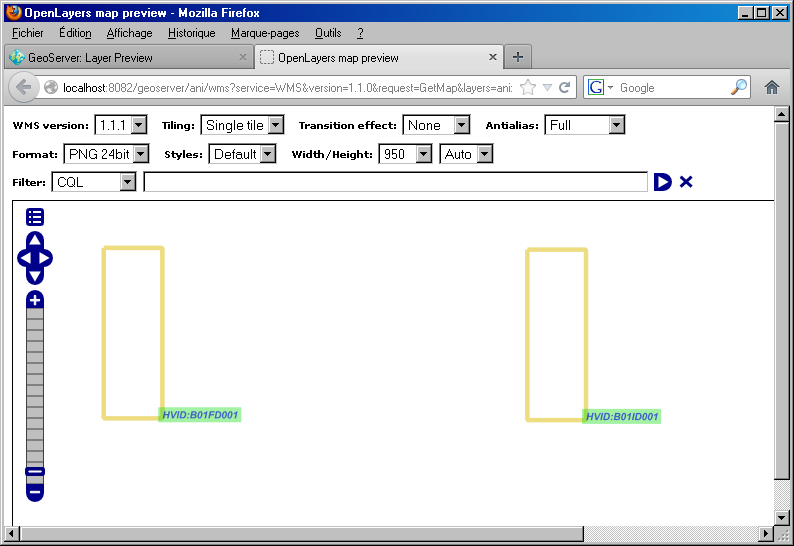 OpenLayers map preview - Mozilla Firefox
Fichier Édition Affichage Historique Marque-pages Outils ?
GeoServer: Layer Preview OpenLayers map preview
localhost:8082/geoserver/ani/wms?service=WMS&version=1.1.0&request=GetMap&layers=ani: Google
WMS version: 1.1.1 Tiling: Single tile Transition effect: None Antialias: Full
Format: PNG 24bit Styles: Default Width/Height: 950 Auto
Filter: CQL
HVID:B01FD001 HVID:B01ID001